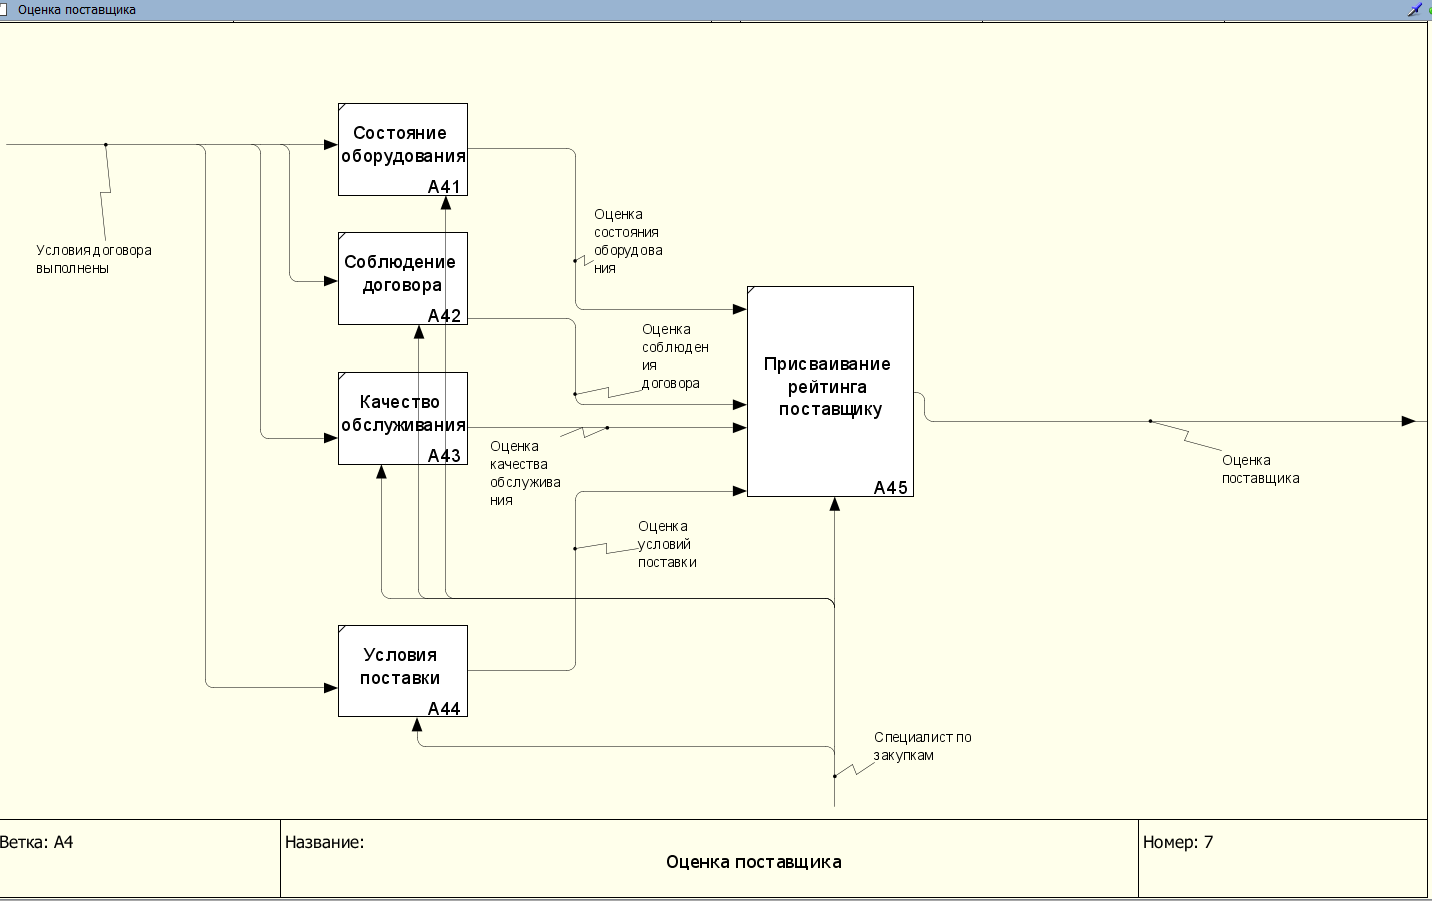 Оценка поставщика
Состояние
оборудования
A41
Условия договора
выполнены
Оценка
состояния
оборудова
ния
Соблюдение
договора
A42
Оценка
соблюден
ия
договора
Присваивание
рейтинга
поставщику
A45
Качество
обслуживания
A43
Оценка
качества
обслужива
ния
Оценка
поставщика
Оценка
условий
поставки
Условия
поставки
A44
Специалист по
закупкам
Ветка: A4
Название:
Оценка поставщика
Номер: 7